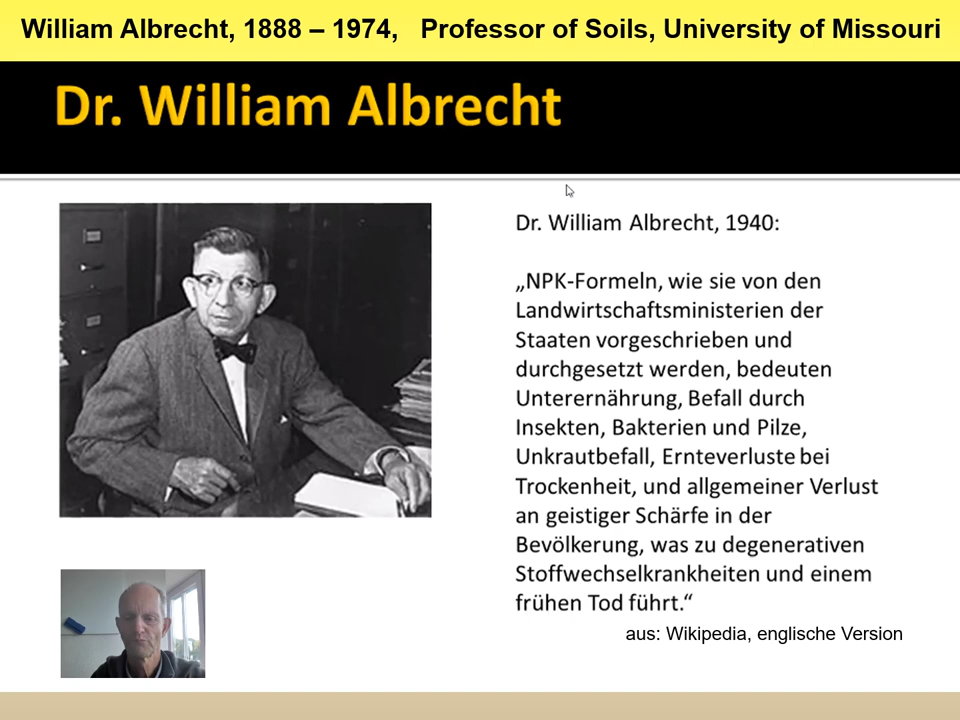 William Albrecht, 1888 – 1974,   Professor of Soils, University of Missouri
Dr. William Albrecht
Dr. William Albrecht, 1940:
„NPK-Formeln, wie sie von den
Landwirtschaftsministerien der
Staaten vorgeschrieben und
durchgesetzt werden, bedeuten
Unterernährung, Befall durch
Insekten, Bakterien und Pilze,
Unkrautbefall, Ernteverluste bei
Trockenheit, und allgemeiner Verlust
an geistiger Schärfe in der
Bevölkerung, was zu degenerativen
Stoffwechselkrankheiten und einem
frühen Tod führt.“
aus: Wikipedia, englische Version